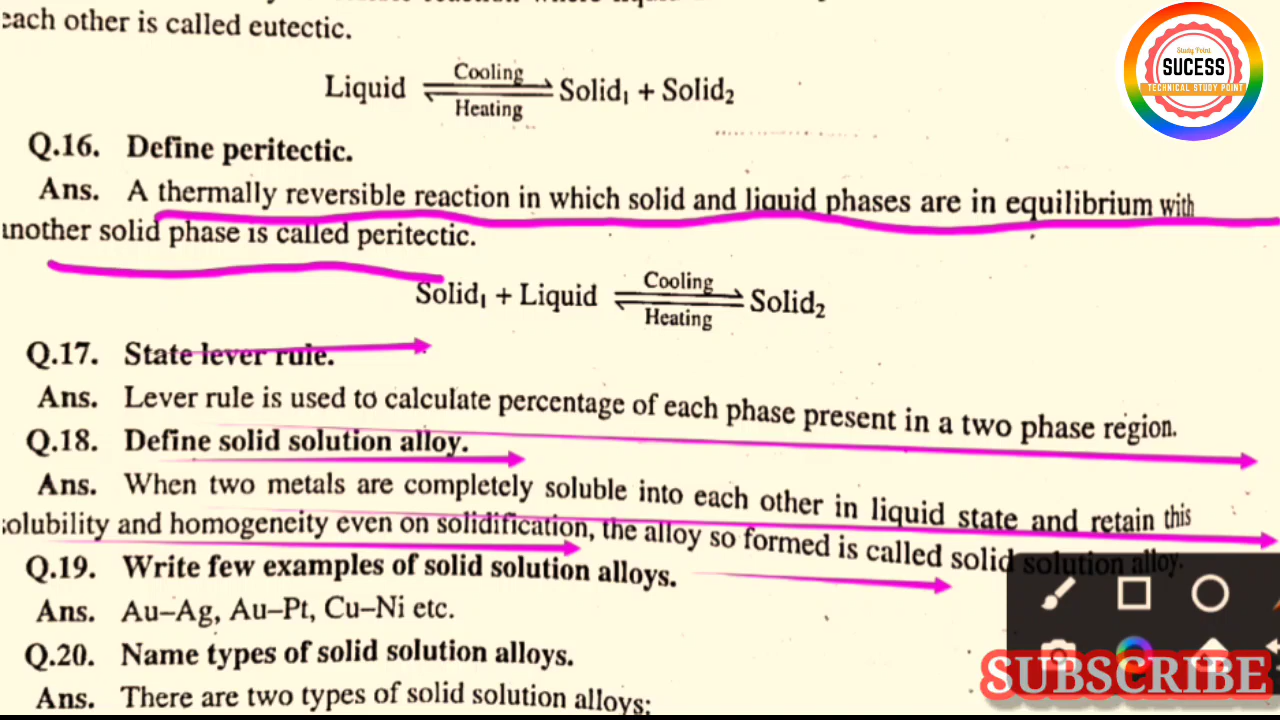 each other is called eutectic.
Liquid Cooling Heating Solid₁ + Solid₂
Q.16. Define peritectic.
Ans. A thermally reversible reaction in which solid and liquid phases are in equilibrium with
another solid phase is called peritectic.
Solid₁ + Liquid Cooling Heating Solid₂
Q.17. State lever rule.
Ans. Lever rule is used to calculate percentage of each phase present in a two phase region.
Q.18. Define solid solution alloy.
Ans. When two metals are completely soluble into each other in liquid state and retain this
solubility and homogeneity even on solidification, the alloy so formed is called solid solution alloy.
Q.19. Write few examples of solid solution alloys.
Ans. Au–Ag, Au–Pt, Cu–Ni etc.
Q.20. Name types of solid solution alloys.
Ans. There are two types of solid solution alloys:
Study Point
SUCESS
TECHNICAL STUDY POINT
SUBSCRIBE